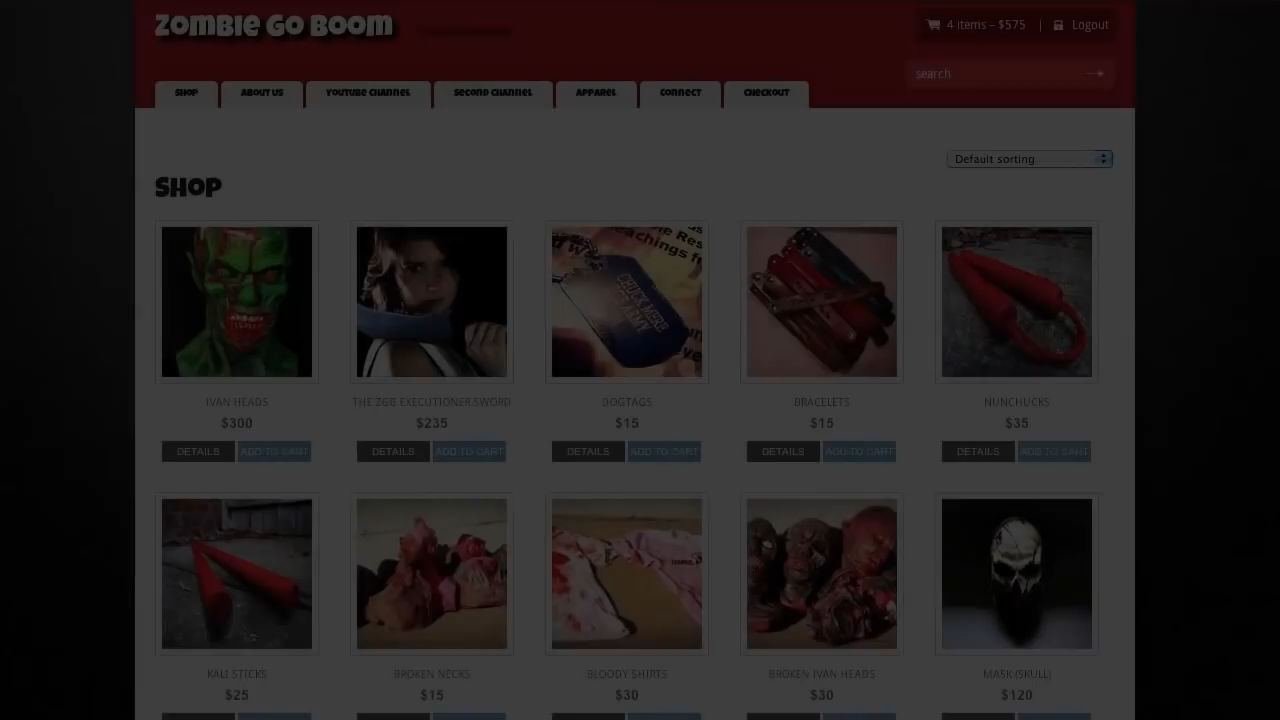 ZOMBIE GO BOOM
4 items – $575 | Logout
search
SHOP ABOUT US YOUTUBE CHANNEL SECOND CHANNEL APPAREL CONNECT CHECKOUT
Default sorting
SHOP
CHUCK MERE
IVAN HEADS THE ZGB EXECUTIONER SWORD DOGTAGS BRACELETS NUNCHUCKS
$300 $235 $15 $15 $35
DETAILS ADD TO CART DETAILS ADD TO CART DETAILS ADD TO CART DETAILS ADD TO CART DETAILS ADD TO CART
KALI STICKS BROKEN NECKS BLOODY SHIRTS BROKEN IVAN HEADS MASK (SKULL)
$25 $15 $30 $30 $120